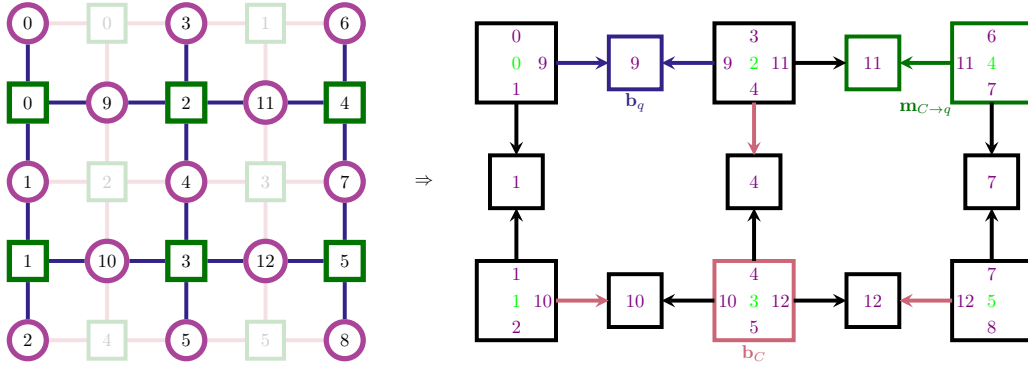 0 0 3 1 6
0 9 2 11 4
1 2 4 3 7
1 10 3 12 5
2 4 5 5 8
⇒
0 3 6
0 9 9 9 2 11 11 11 4
1 4 7
b_q m_{C→q}
1 4 7
1 4 7
1 10 10 10 3 12 12 12 5
2 5 8
b_C